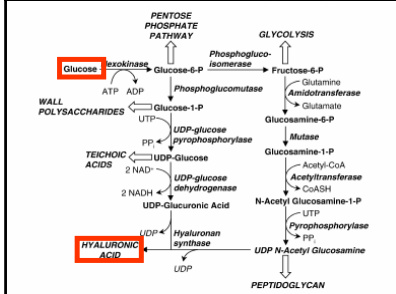 PENTOSE
PHOSPHATE
PATHWAY
GLYCOLYSIS
Glucose
Hexokinase
ATP
ADP
Glucose-6-P
Phosphogluco-
isomerase
Fructose-6-P
Phosphoglucomutase
Glutamine
Amidotransferase
Glutamate
WALL
POLYSACCHARIDES
Glucose-1-P
Glucosamine-6-P
UTP
UDP-glucose
pyrophosphorylase
PPi
Mutase
Glucosamine-1-P
TEICHOIC
ACIDS
UDP-Glucose
Acetyl-CoA
Acetyltransferase
CoASH
2 NAD+
UDP-glucose
dehydrogenase
2 NADH
N-Acetyl Glucosamine-1-P
UDP-Glucuronic Acid
UTP
Pyrophosphorylase
PPi
UDP
Hyaluronan
synthase
HYALURONIC
ACID
UDP
UDP N-Acetyl Glucosamine
PEPTIDOGLYCAN